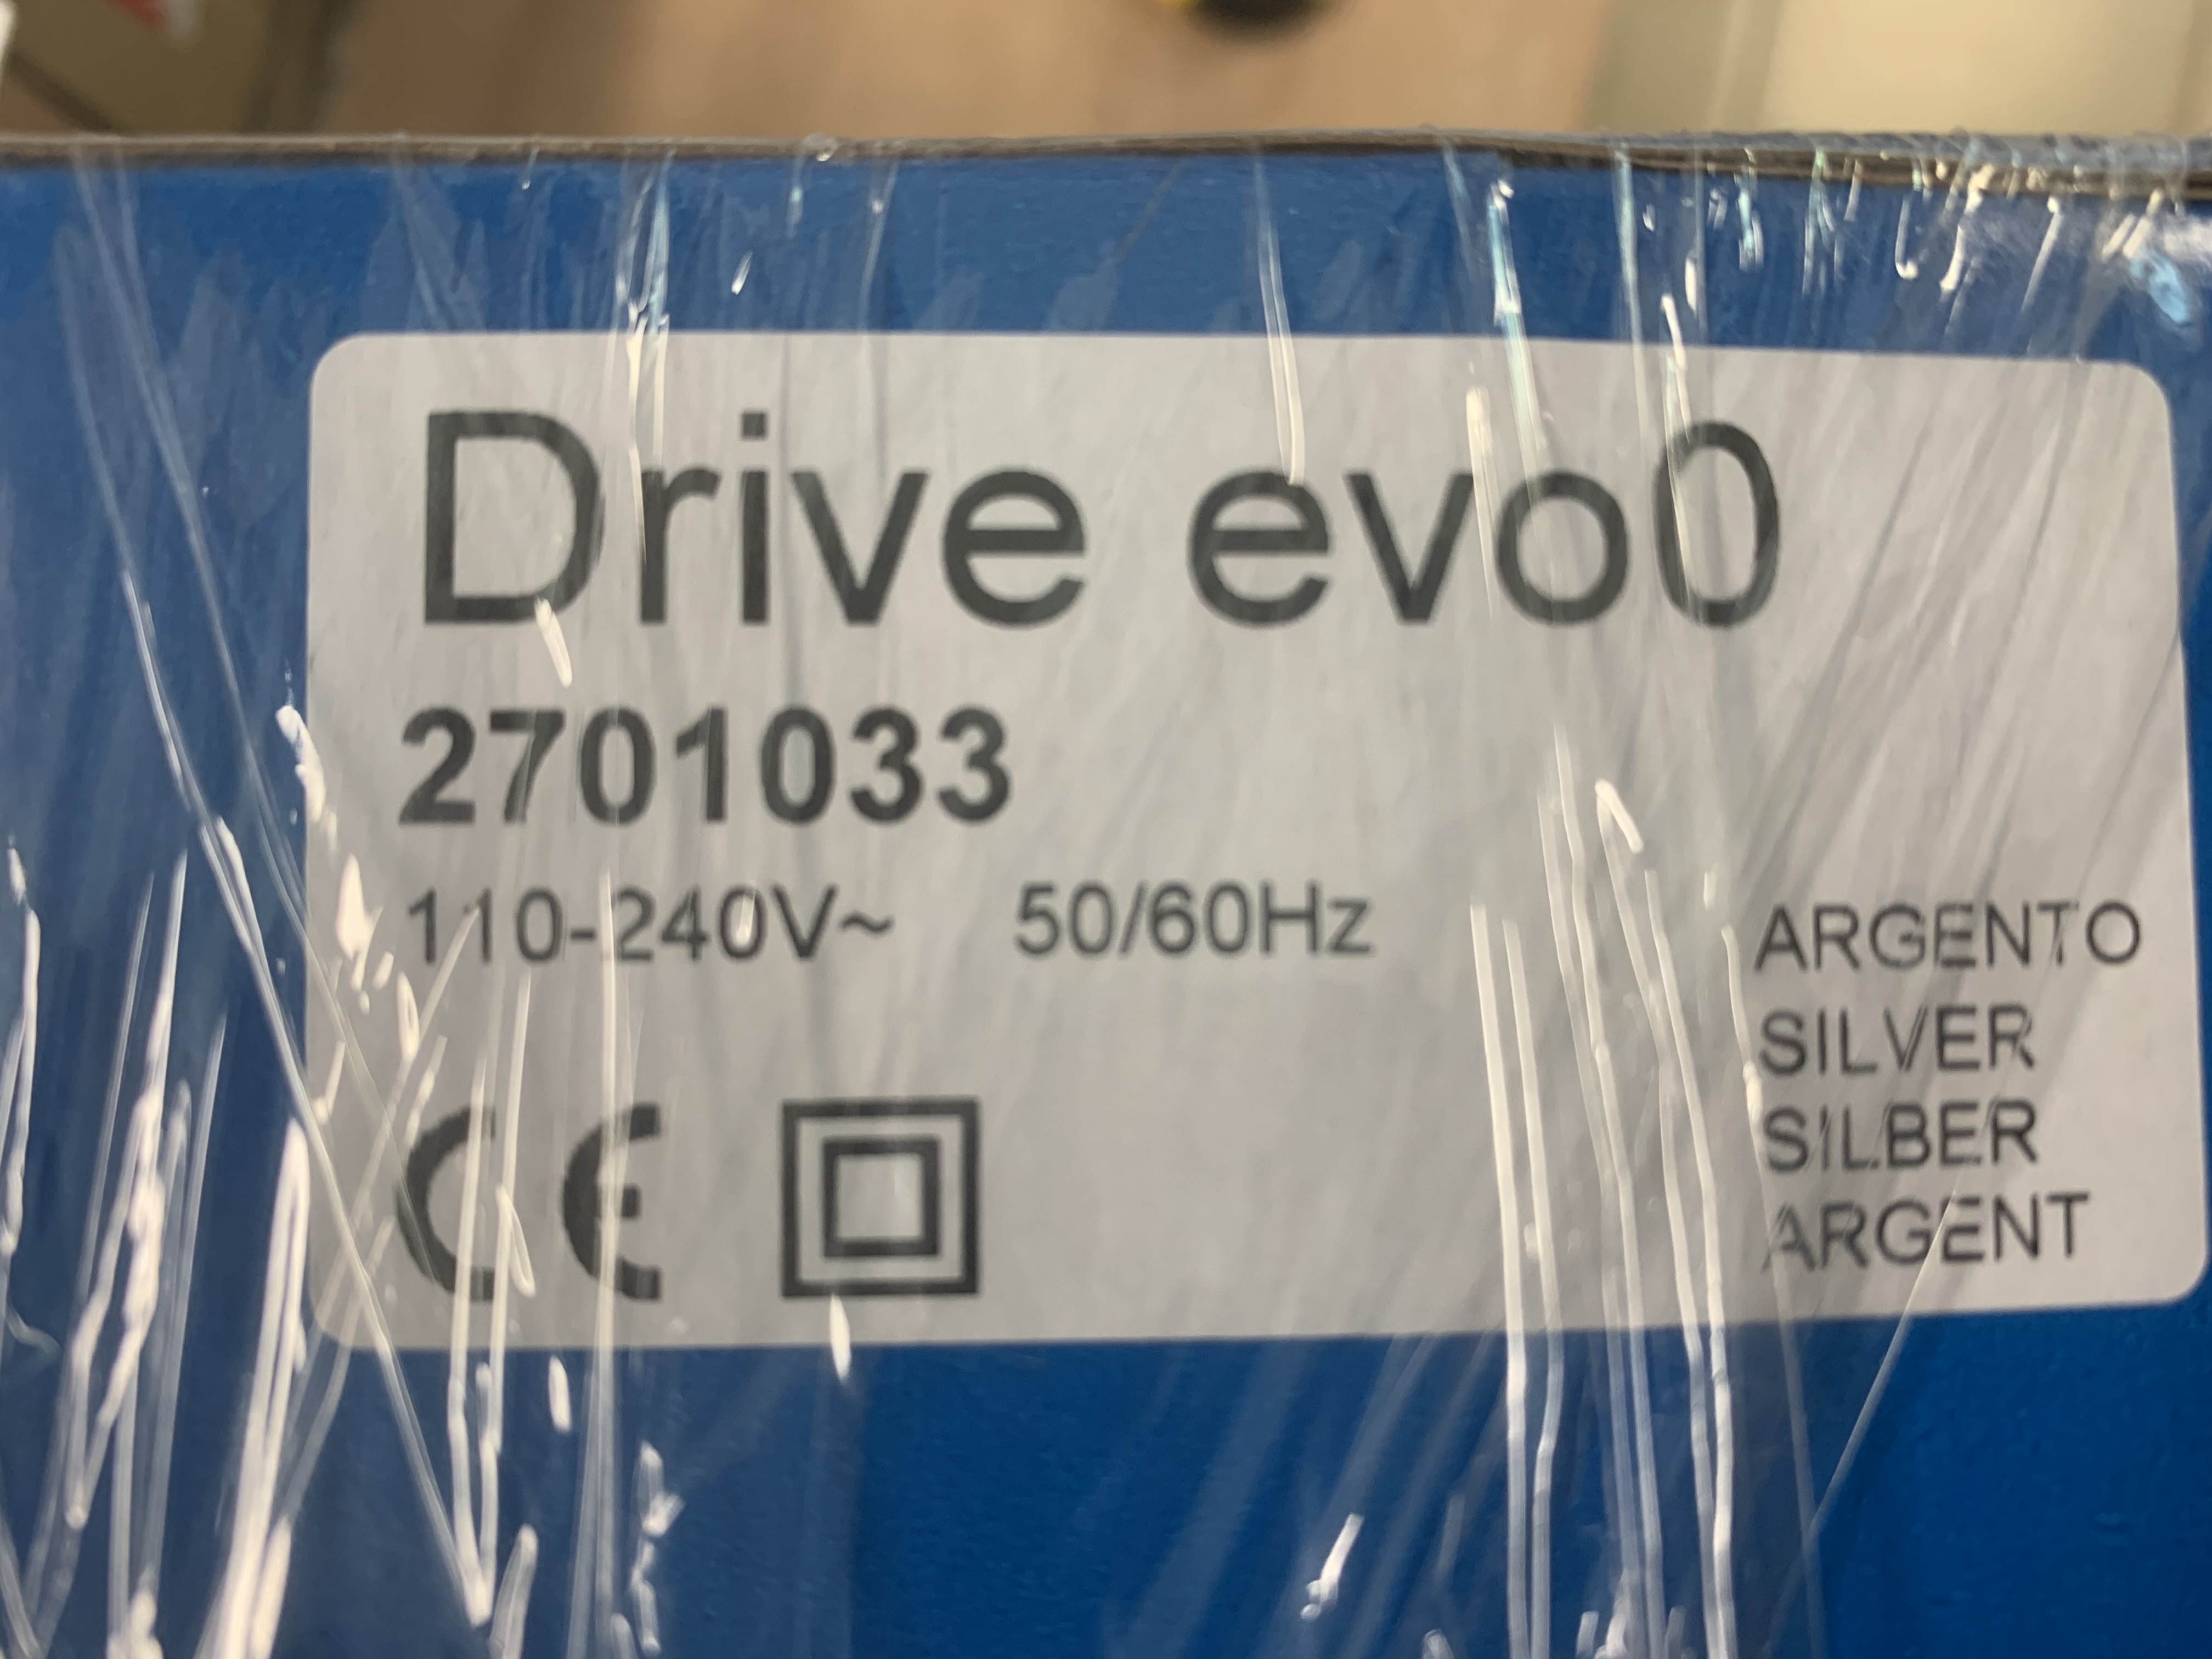 Drive evo0
2701033
110-240V~ 50/60Hz
ARGENTO
SILVER
SILBER
ARGENT
CE